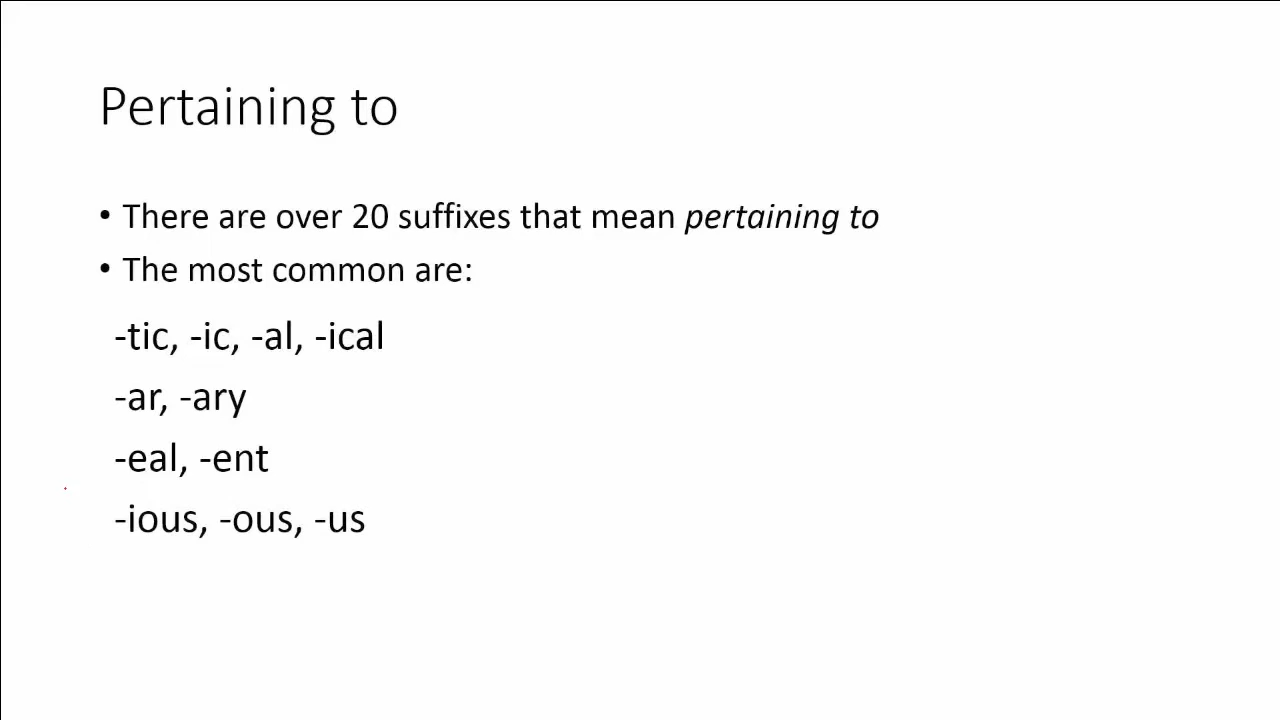 Pertaining to
• There are over 20 suffixes that mean pertaining to
• The most common are:
-tic, -ic, -al, -ical
-ar, -ary
-eal, -ent
-ious, -ous, -us